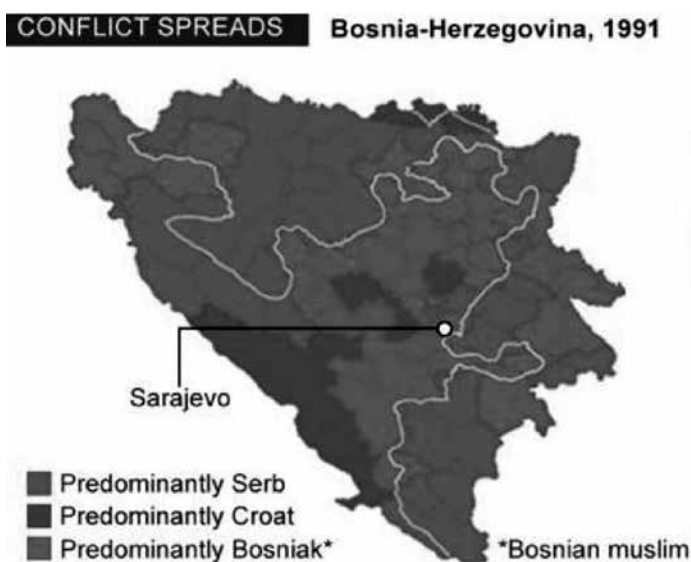 CONFLICT SPREADS Bosnia-Herzegovina, 1991
Sarajevo
Predominantly Serb
Predominantly Croat
Predominantly Bosniak*
*Bosnian muslim